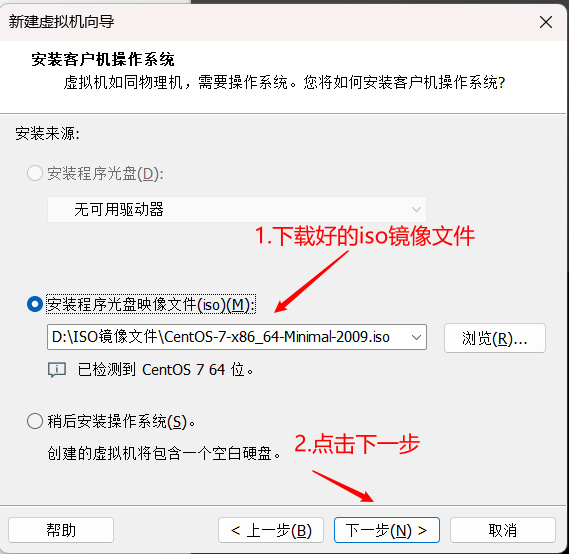 新建虚拟机向导
安装客户机操作系统
虚拟机如同物理机，需要操作系统。您将如何安装客户机操作系统?
安装来源:
安装程序光盘(D):
无可用驱动器
1.下载好的iso镜像文件
安装程序光盘映像文件(iso)(M):
D:\ISO镜像文件\CentOS-7-x86_64-Minimal-2009.iso
浏览(R)...
已检测到 CentOS 7 64 位。
稍后安装操作系统(S)。
2.点击下一步
创建的虚拟机将包含一个空白硬盘。
帮助
< 上一步(B)
下一步(N) >
取消